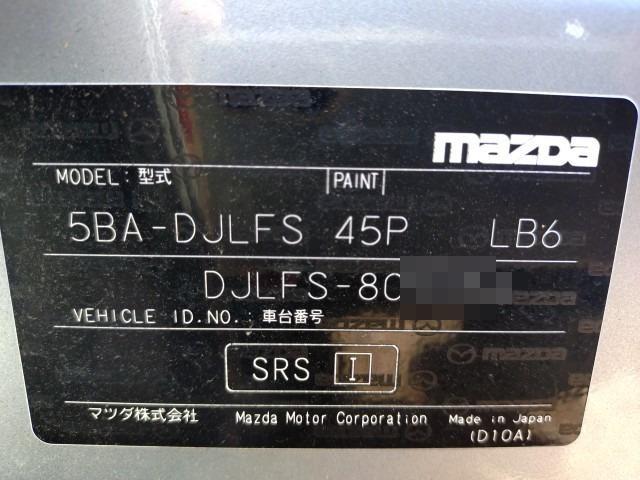 mazda
MODEL: 型式 PAINT
5BA-DJLFS 45P LB6
DJLFS-80
VEHICLE ID.NO.: 車台番号
SRS I
マツダ株式会社 Mazda Motor Corporation Made in Japan
(D10A)